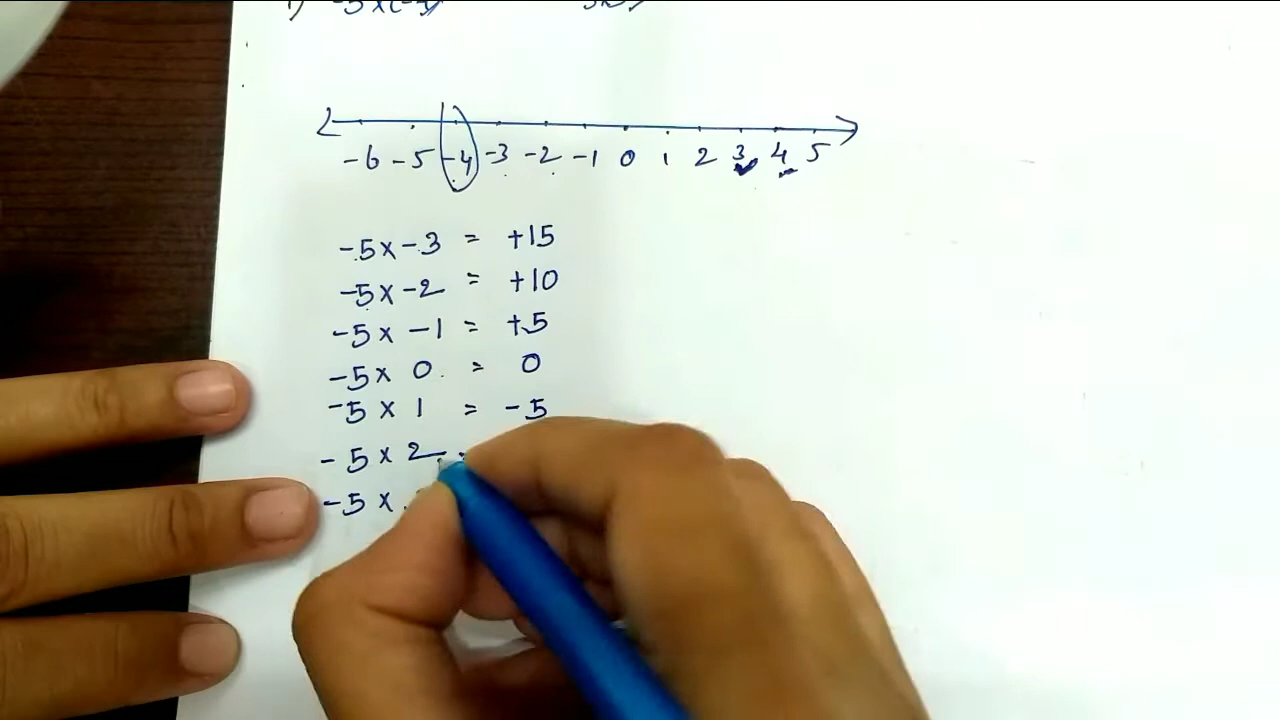 -6 -5 -4 -3 -2 -1 0 1 2 3 4 5
-5 x -3 = +15
-5 x -2 = +10
-5 x -1 = +5
-5 x 0 = 0
-5 x 1 = -5
-5 x 2
-5 x